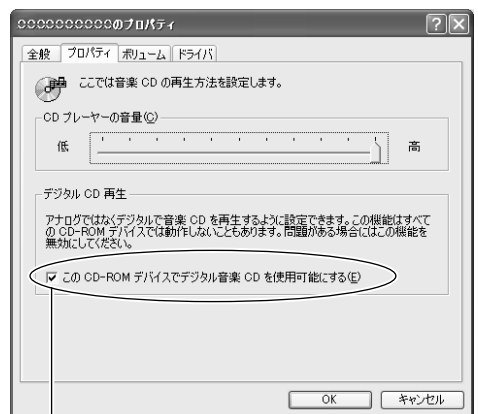 ○○○○○○○○○○のプロパティ
全般 プロパティ ボリューム ドライバ
ここでは音楽 CD の再生方法を設定します。
CD プレーヤーの音量(C)
低 高
デジタル CD 再生
アナログではなくデジタルで音楽 CD を再生するように設定できます。この機能はすべて
の CD-ROM デバイスでは動作しないこともあります。問題がある場合にはこの機能を
無効にしてください。
この CD-ROM デバイスでデジタル音楽 CD を使用可能にする(E)
OK キャンセル